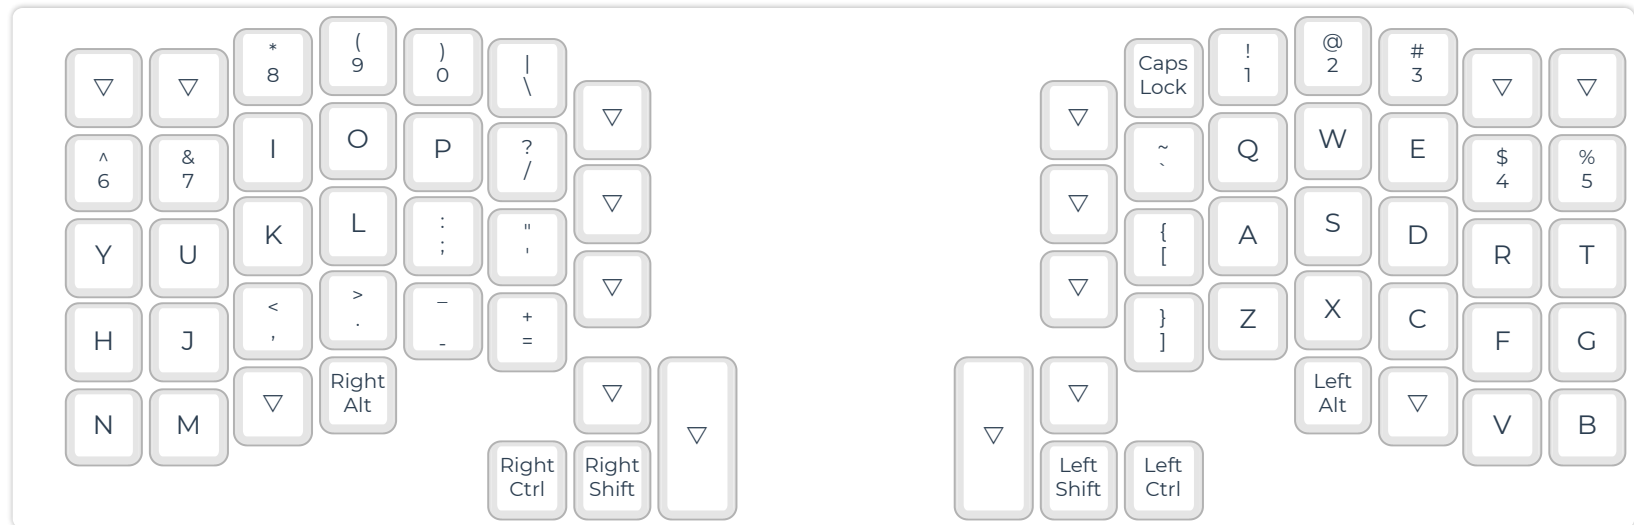 ▽ ▽ * 8 ( 9 ) 0 | \ ▽
^ 6 & 7 I O P ? / ▽
Y U K L : ; " ' ▽
H J < , > . _ - + =
N M ▽ Right Alt ▽ ▽
Right Ctrl Right Shift
▽ Caps Lock ! 1 @ 2 # 3 ▽ ▽
▽ ~ ` Q W E $ 4 % 5
▽ { [ A S D R T
} ] Z X C F G
▽ ▽ Left Alt ▽ V B
Left Shift Left Ctrl